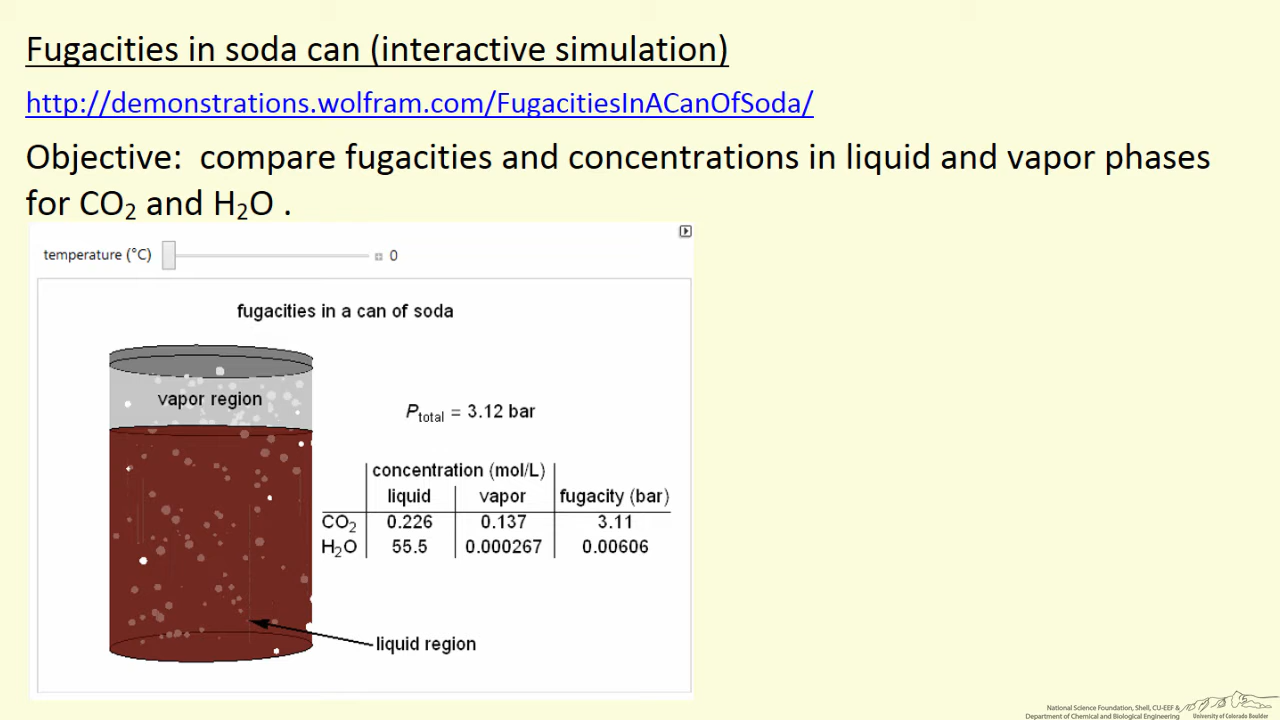 Fugacities in soda can (interactive simulation)
http://demonstrations.wolfram.com/FugacitiesInACanOfSoda/
Objective:  compare fugacities and concentrations in liquid and vapor phases
for CO₂ and H₂O .
temperature (°C) 0
fugacities in a can of soda
vapor region
P_total = 3.12 bar
concentration (mol/L)
liquid vapor fugacity (bar)
CO₂ 0.226 0.137 3.11
H₂O 55.5 0.000267 0.00606
liquid region
National Science Foundation, Shell, CU-EEF &
Department of Chemical and Biological Engineering
University of Colorado Boulder